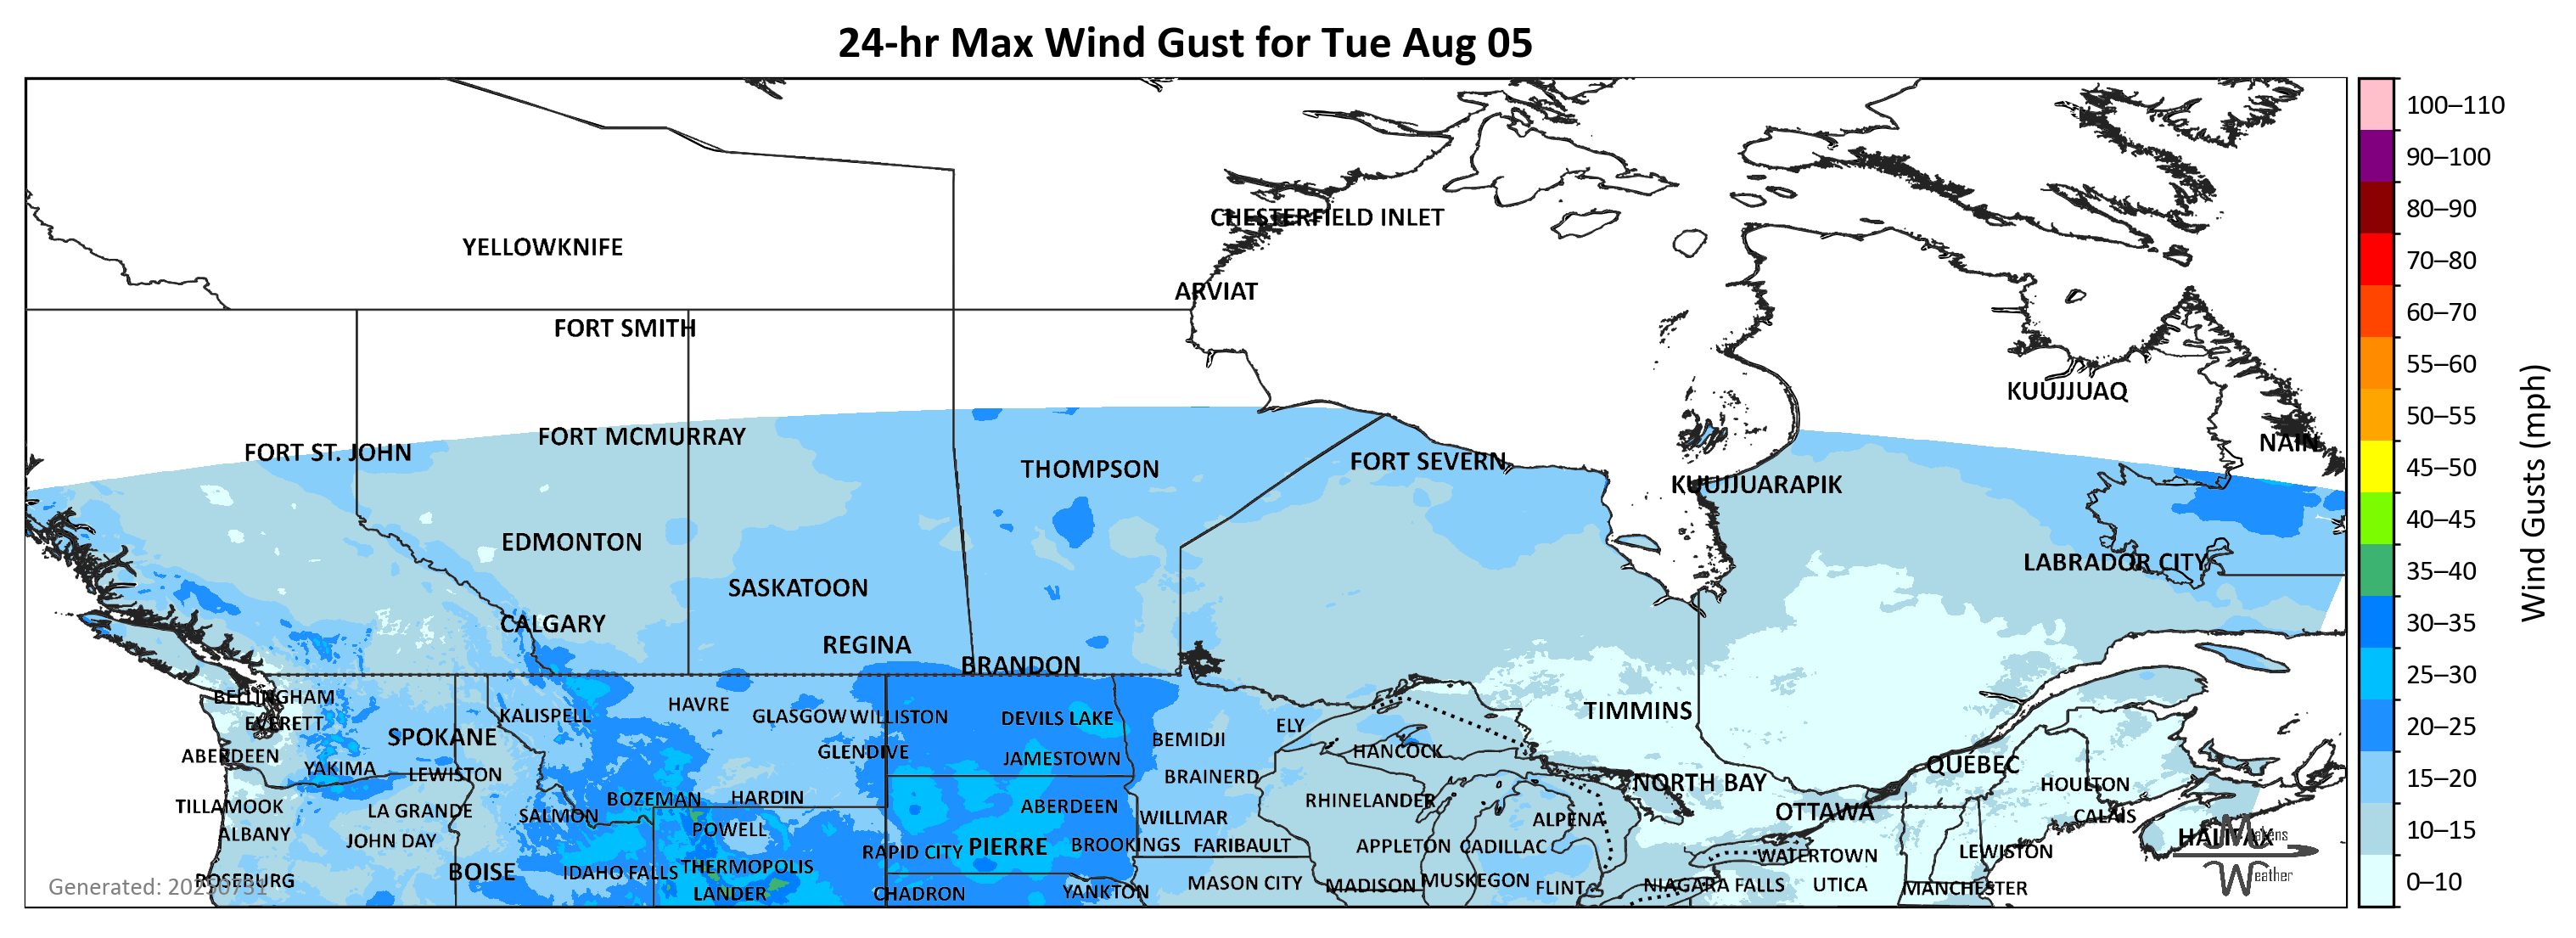 24-hr Max Wind Gust for Tue Aug 05
CHESTERFIELD INLET
YELLOWKNIFE
ARVIAT
FORT SMITH
KUUJJUAQ
FORT MCMURRAY
NAIN
FORT ST. JOHN
FORT SEVERN
THOMPSON
KUUJJUARAPIK
EDMONTON
LABRADOR CITY
SASKATOON
CALGARY
REGINA
BRANDON
BELLINGHAM
HAVRE
TIMMINS
KALISPELL
GLASGOW
WILLISTON
DEVILS LAKE
EVERETT
ELY
SPOKANE
BEMIDJI
HANCOCK
GLENDIVE
ABERDEEN
JAMESTOWN
QUÉBEC
YAKIMA
LEWISTON
BRAINERD
NORTH BAY
HOULTON
BOZEMAN
HARDIN
RHINELANDER
TILLAMOOK
LA GRANDE
ABERDEEN
SALMON
WILLMAR
OTTAWA
CALAIS
ALPENA
POWELL
ALBANY
JOHN DAY
HALIFAX
Makens
Weather
RAPID CITY
PIERRE
BROOKINGS
FARIBAULT
APPLETON
CADILLAC
WATERTOWN
LEWISTON
BOISE
IDAHO FALLS
THERMOPOLIS
ROSEBURG
MASON CITY
MADISON
MUSKEGON
FLINT
NIAGARA FALLS
UTICA
MANCHESTER
LANDER
CHADRON
YANKTON
Generated: 20250731
100–110
90–100
80–90
70–80
60–70
55–60
50–55
45–50
40–45
35–40
30–35
25–30
20–25
15–20
10–15
0–10
Wind Gusts (mph)